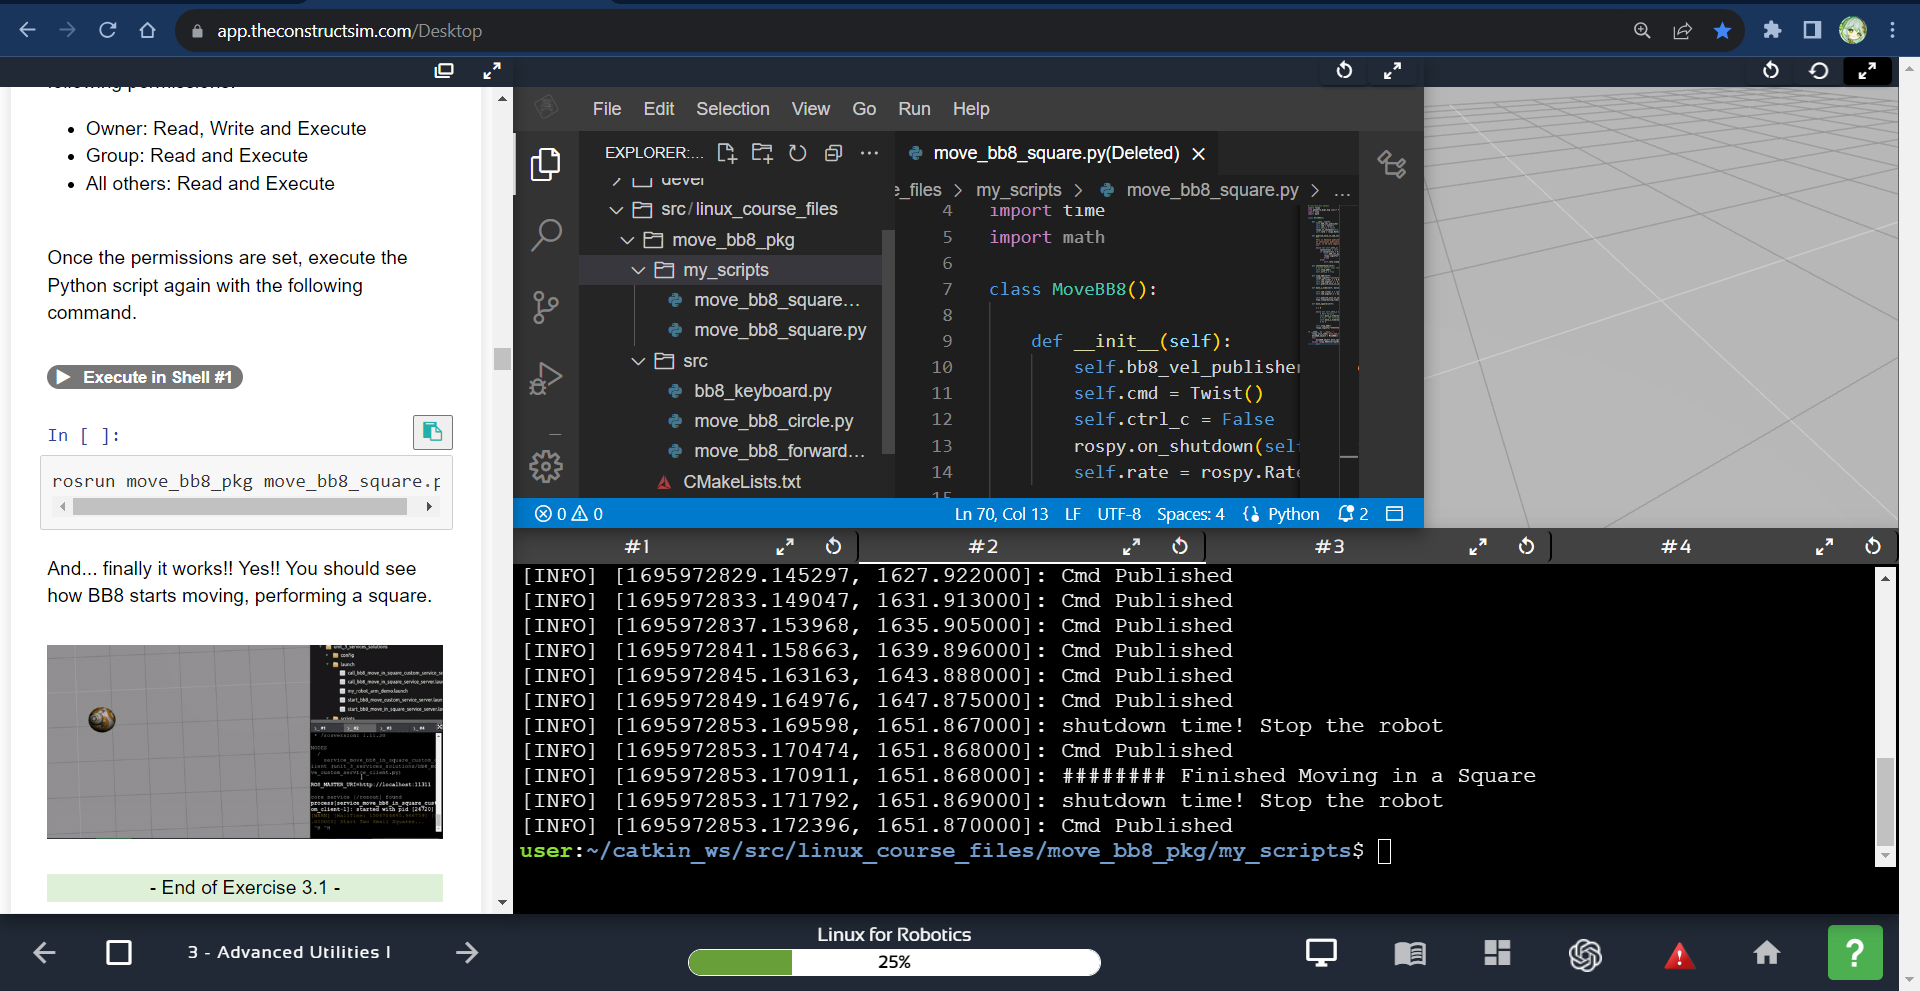 app.theconstructsim.com/Desktop
following permissions:
Owner: Read, Write and Execute
Group: Read and Execute
All others: Read and Execute
Once the permissions are set, execute the
Python script again with the following
command.
Execute in Shell #1
In [ ]:
rosrun move_bb8_pkg move_bb8_square.p
And... finally it works!! Yes!! You should see
how BB8 starts moving, performing a square.
- End of Exercise 3.1 -
File Edit Selection View Go Run Help
EXPLORER:...
devel
src/linux_course_files
move_bb8_pkg
my_scripts
move_bb8_square...
move_bb8_square.py
src
bb8_keyboard.py
move_bb8_circle.py
move_bb8_forward...
CMakeLists.txt
move_bb8_square.py(Deleted)
e_files > my_scripts > move_bb8_square.py > ...
4 import time
5 import math
6
7 class MoveBB8():
8
9 def __init__(self):
10 self.bb8_vel_publisher
11 self.cmd = Twist()
12 self.ctrl_c = False
13 rospy.on_shutdown(self
14 self.rate = rospy.Rate
15
0 0 Ln 70, Col 13 LF UTF-8 Spaces: 4 Python 2
#1 #2 #3 #4
[INFO] [1695972829.145297, 1627.922000]: Cmd Published
[INFO] [1695972833.149047, 1631.913000]: Cmd Published
[INFO] [1695972837.153968, 1635.905000]: Cmd Published
[INFO] [1695972841.158663, 1639.896000]: Cmd Published
[INFO] [1695972845.163163, 1643.888000]: Cmd Published
[INFO] [1695972849.164976, 1647.875000]: Cmd Published
[INFO] [1695972853.169598, 1651.867000]: shutdown time! Stop the robot
[INFO] [1695972853.170474, 1651.868000]: Cmd Published
[INFO] [1695972853.170911, 1651.868000]: ######## Finished Moving in a Square
[INFO] [1695972853.171792, 1651.869000]: shutdown time! Stop the robot
[INFO] [1695972853.172396, 1651.870000]: Cmd Published
user:~/catkin_ws/src/linux_course_files/move_bb8_pkg/my_scripts$
3 - Advanced Utilities I
Linux for Robotics
25%
?